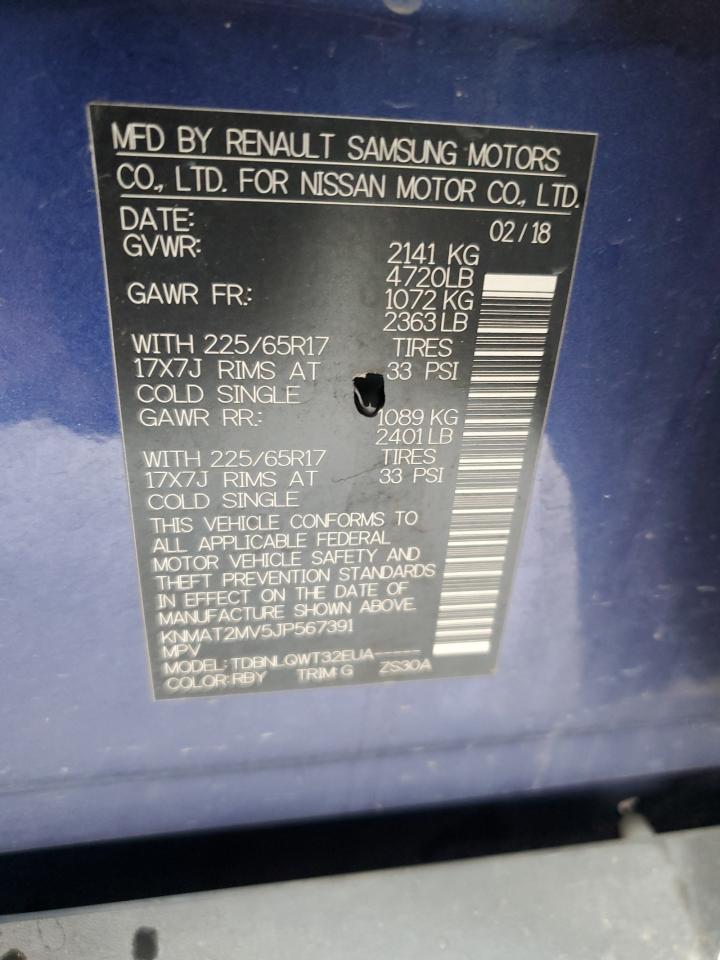 MFD BY RENAULT SAMSUNG MOTORS
CO., LTD. FOR NISSAN MOTOR CO., LTD.
DATE: 02/18
GVWR: 2141 KG
4720LB
GAWR FR.: 1072 KG
2363 LB
WITH 225/65R17 TIRES
17X7J RIMS AT 33 PSI
COLD SINGLE
GAWR RR.: 1089 KG
2401 LB
WITH 225/65R17 TIRES
17X7J RIMS AT 33 PSI
COLD SINGLE
THIS VEHICLE CONFORMS TO
ALL APPLICABLE FEDERAL
MOTOR VEHICLE SAFETY AND
THEFT PREVENTION STANDARDS
IN EFFECT ON THE DATE OF
MANUFACTURE SHOWN ABOVE.
KNMAT2MV5JP567391
MPV
MODEL: TDBNLQWT32EUA-----
COLOR:RBY TRIM:G ZS30A